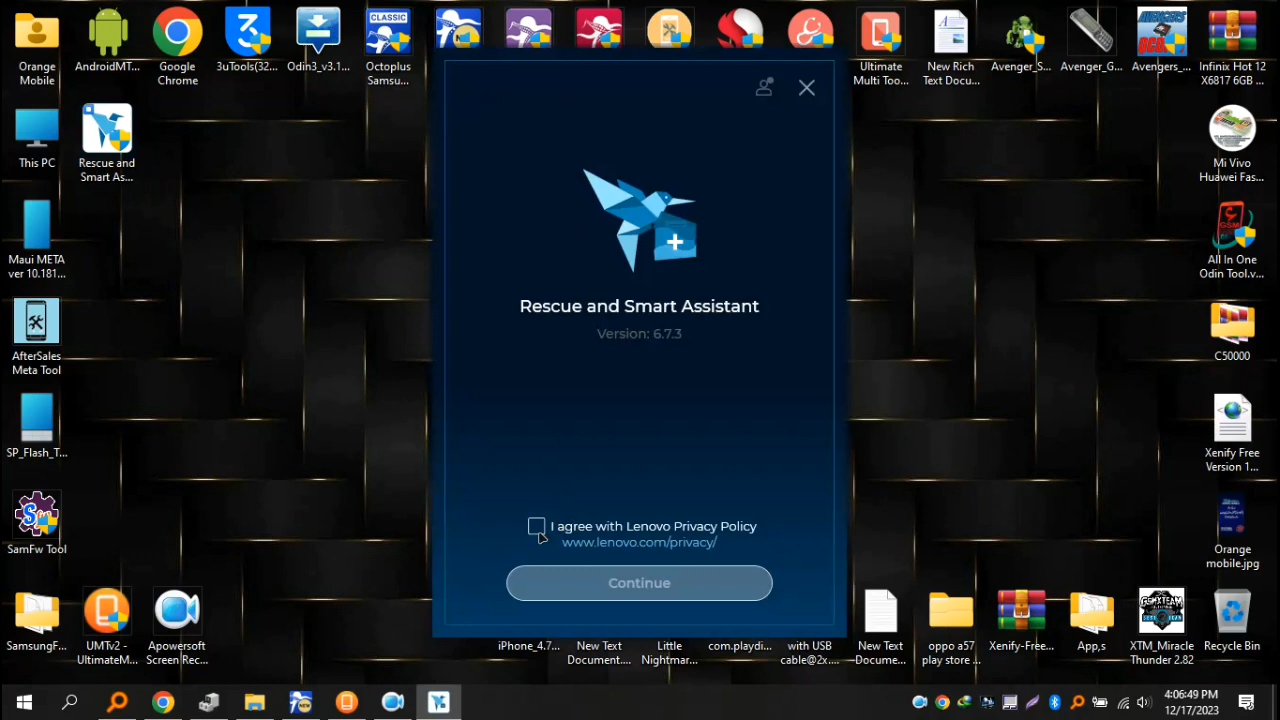 Orange
Mobile
AndroidMT...
Google
Chrome
3uTools(32...
Odin3_v3.1...
CLASSIC
Octoplus
Samsu...
Ultimate
Multi Too...
New Rich
Text Docu...
Avenger_S...
Avenger_G...
AVENGERS
Avengers_...
Infinix Hot 12
X6817 6GB ...
This PC
Rescue and
Smart As...
Mi Vivo
Huawei Fas...
Maui META
ver 10.181...
GSM
All In One
Odin Tool.v...
AfterSales
Meta Tool
C50000
SP_Flash_T...
Xenify Free
Version 1...
SamFw Tool
Orange
mobile.jpg
Rescue and Smart Assistant
Version: 6.7.3
I agree with Lenovo Privacy Policy
www.lenovo.com/privacy/
Continue
SamsungF...
UMTv2 -
UltimateM...
Apowersoft
Screen Rec...
iPhone_4.7...
New Text
Document...
Little
Nightmar...
com.playdi...
with USB
cable@2x...
New Text
Docume...
oppo a57
play store ...
Xenify-Free...
App,s
GSMXTEAM
XTM_Miracle
Thunder 2.82
Recycle Bin
NEW
4:06:49 PM
12/17/2023